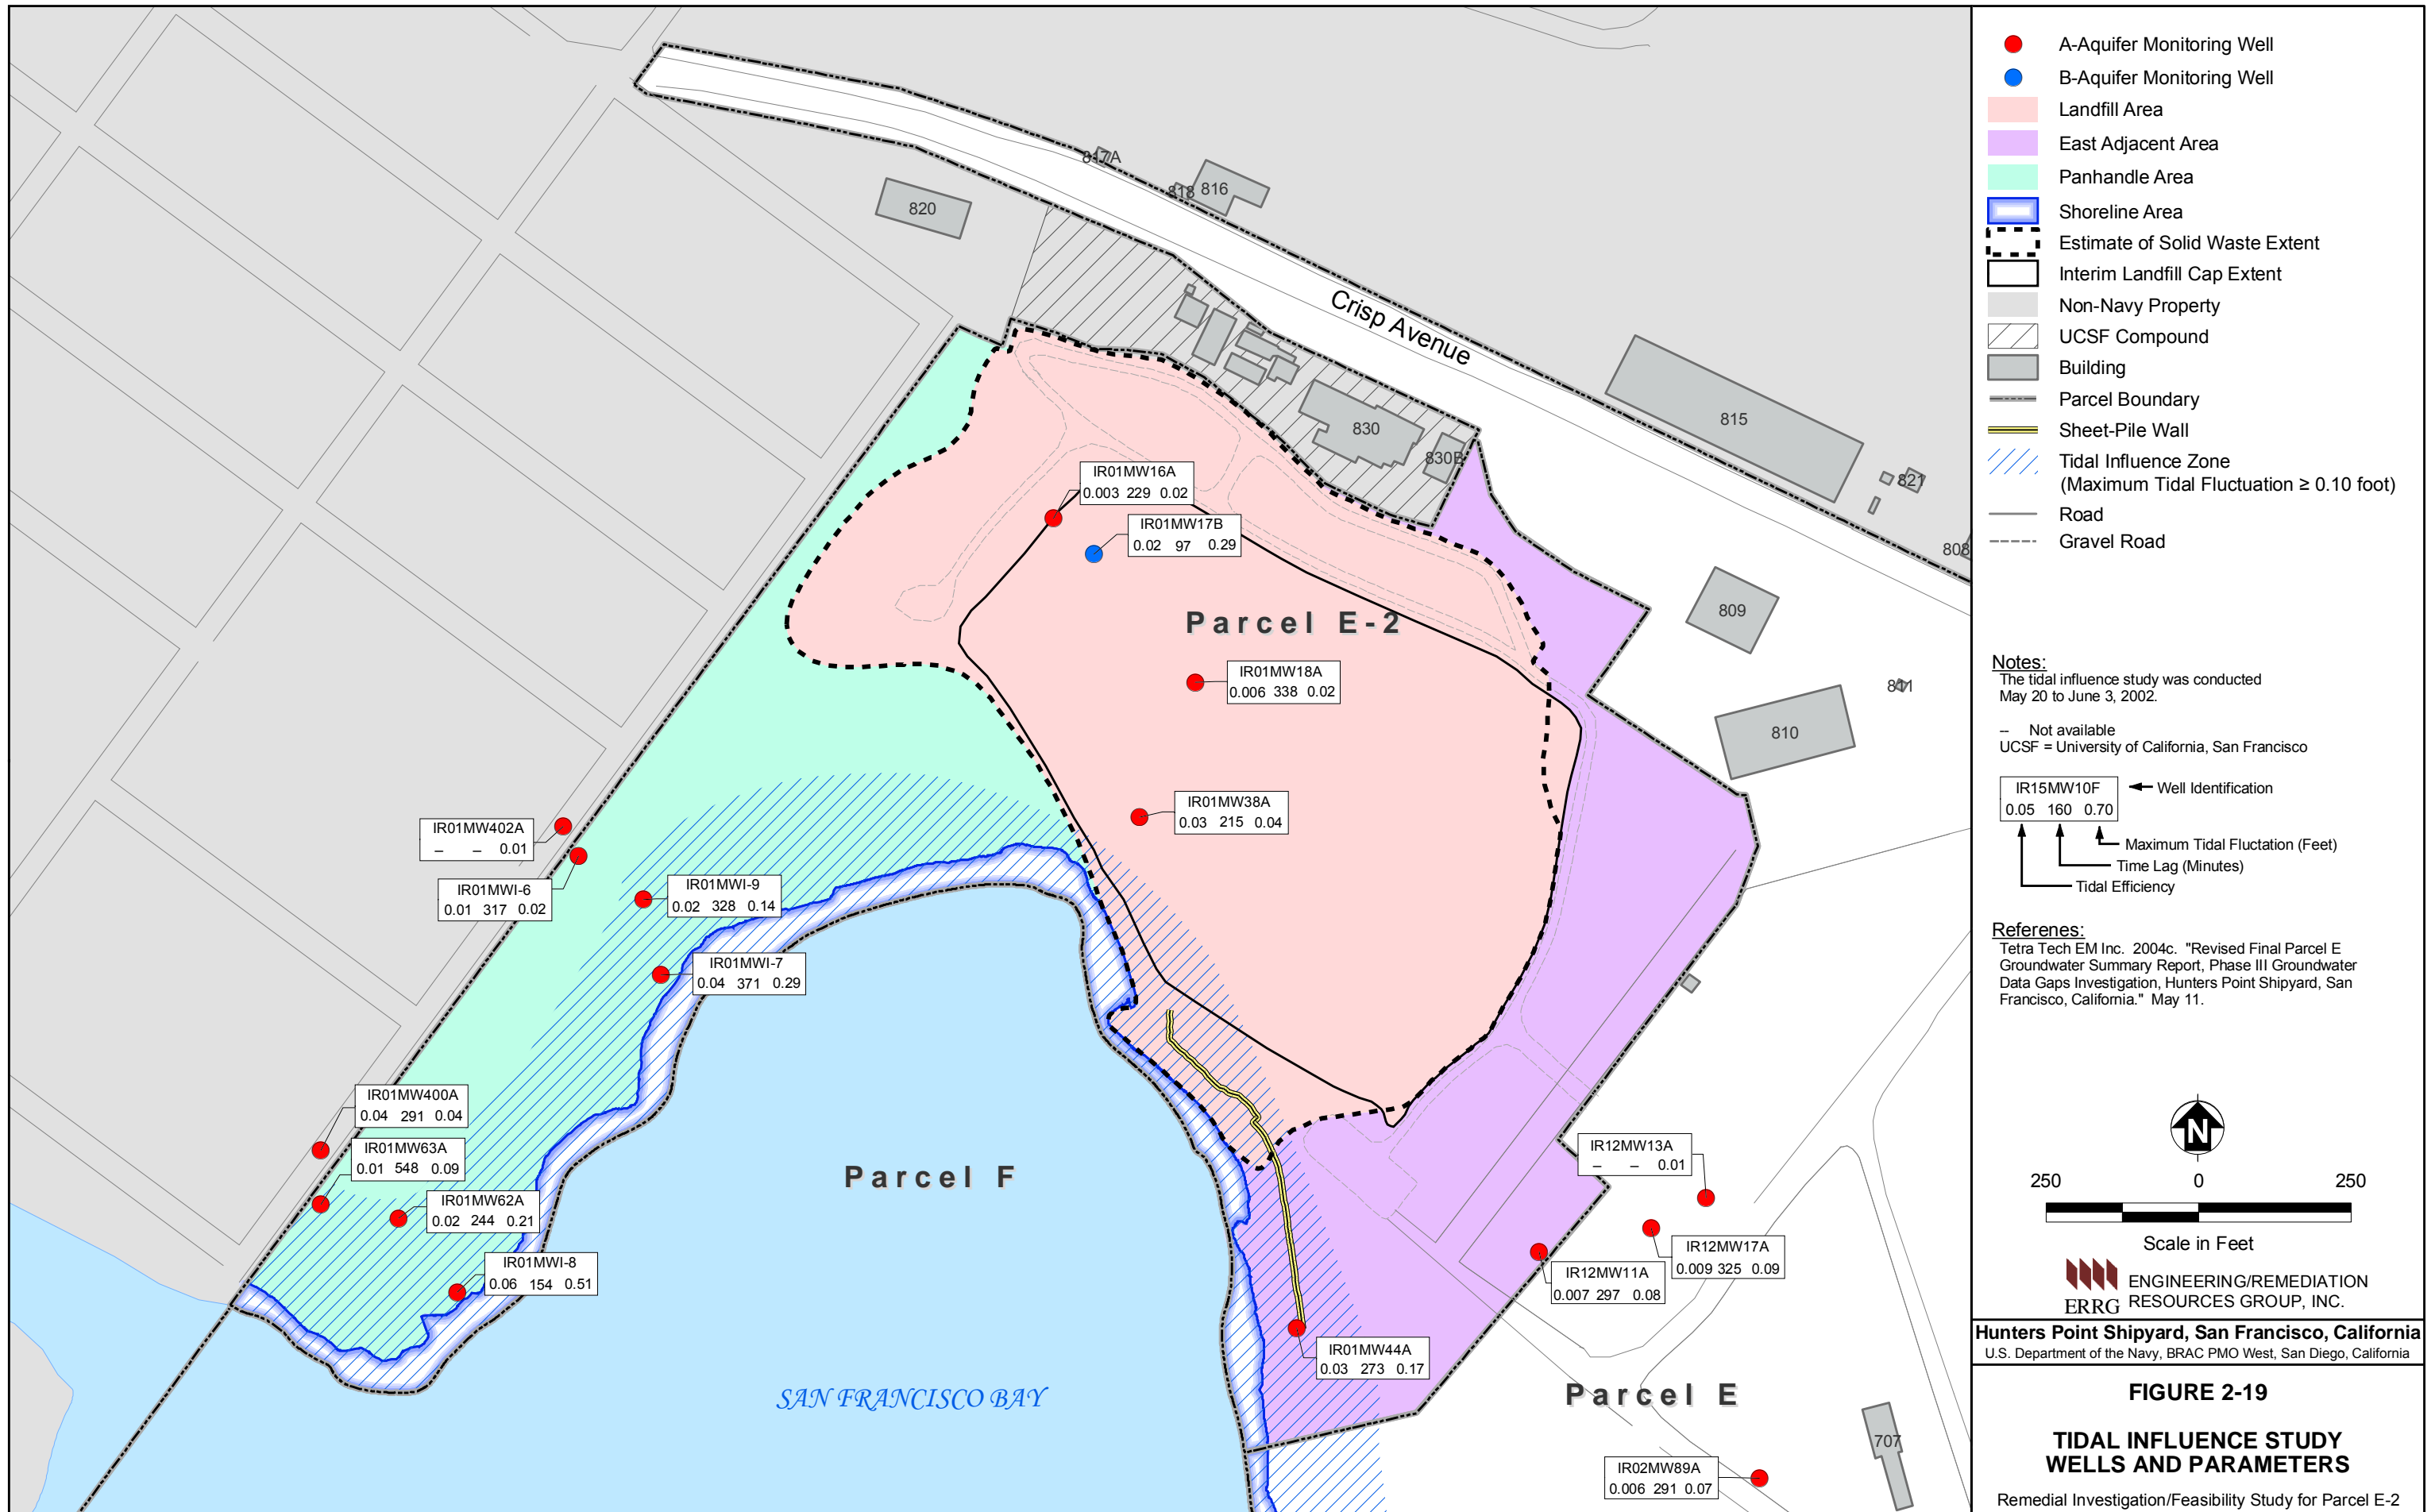 817A
818
816
820
Crisp Avenue
830
830B
815
821
808
809
810
811
IR01MW16A
0.003 229 0.02
IR01MW17B
0.02 97 0.29
Parcel E-2
IR01MW18A
0.006 338 0.02
IR01MW38A
0.03 215 0.04
IR01MW402A
– – 0.01
IR01MWI-6
0.01 317 0.02
IR01MWI-9
0.02 328 0.14
IR01MWI-7
0.04 371 0.29
IR01MW400A
0.04 291 0.04
IR01MW63A
0.01 548 0.09
IR01MW62A
0.02 244 0.21
IR01MWI-8
0.06 154 0.51
Parcel F
SAN FRANCISCO BAY
IR12MW13A
– – 0.01
IR12MW17A
0.009 325 0.09
IR12MW11A
0.007 297 0.08
IR01MW44A
0.03 273 0.17
Parcel E
707
IR02MW89A
0.006 291 0.07
A-Aquifer Monitoring Well
B-Aquifer Monitoring Well
Landfill Area
East Adjacent Area
Panhandle Area
Shoreline Area
Estimate of Solid Waste Extent
Interim Landfill Cap Extent
Non-Navy Property
UCSF Compound
Building
Parcel Boundary
Sheet-Pile Wall
Tidal Influence Zone
(Maximum Tidal Fluctuation ≥ 0.10 foot)
Road
Gravel Road
Notes:
The tidal influence study was conducted
May 20 to June 3, 2002.
– Not available
UCSF = University of California, San Francisco
IR15MW10F
0.05 160 0.70
Well Identification
Maximum Tidal Fluctation (Feet)
Time Lag (Minutes)
Tidal Efficiency
Referenes:
Tetra Tech EM Inc. 2004c. "Revised Final Parcel E
Groundwater Summary Report, Phase III Groundwater
Data Gaps Investigation, Hunters Point Shipyard, San
Francisco, California." May 11.
N
250 0 250
Scale in Feet
ERRG
ENGINEERING/REMEDIATION
RESOURCES GROUP, INC.
Hunters Point Shipyard, San Francisco, California
U.S. Department of the Navy, BRAC PMO West, San Diego, California
FIGURE 2-19
TIDAL INFLUENCE STUDY
WELLS AND PARAMETERS
Remedial Investigation/Feasibility Study for Parcel E-2